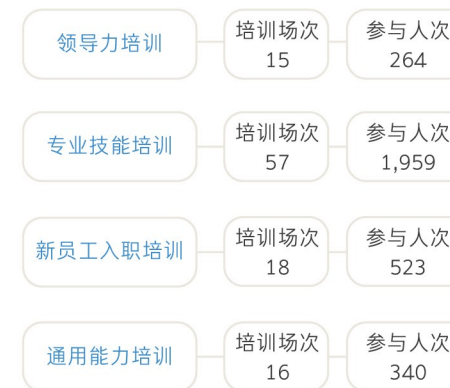 领导力培训
培训场次
15
参与人次
264
专业技能培训
培训场次
57
参与人次
1,959
新员工入职培训
培训场次
18
参与人次
523
通用能力培训
培训场次
16
参与人次
340